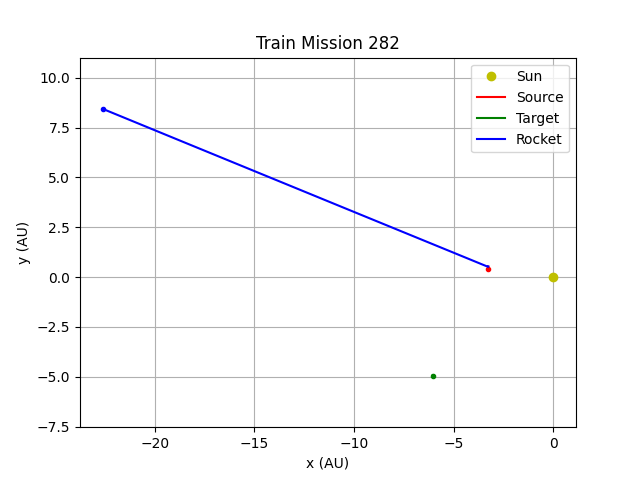 Train Mission 282
10.0
7.5
5.0
2.5
0.0
−2.5
−5.0
−7.5
y (AU)
−20
−15
−10
−5
0
x (AU)
Sun
Source
Target
Rocket